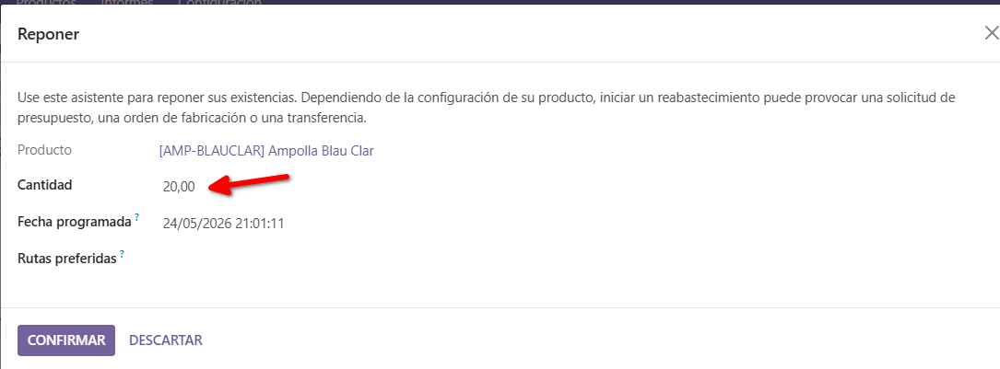 Productos Informes Configuración
Reponer
Use este asistente para reponer sus existencias. Dependiendo de la configuración de su producto, iniciar un reabastecimiento puede provocar una solicitud de
presupuesto, una orden de fabricación o una transferencia.
Producto [AMP-BLAUCLAR] Ampolla Blau Clar
Cantidad 20,00
Fecha programada ? 24/05/2026 21:01:11
Rutas preferidas ?
CONFIRMAR DESCARTAR